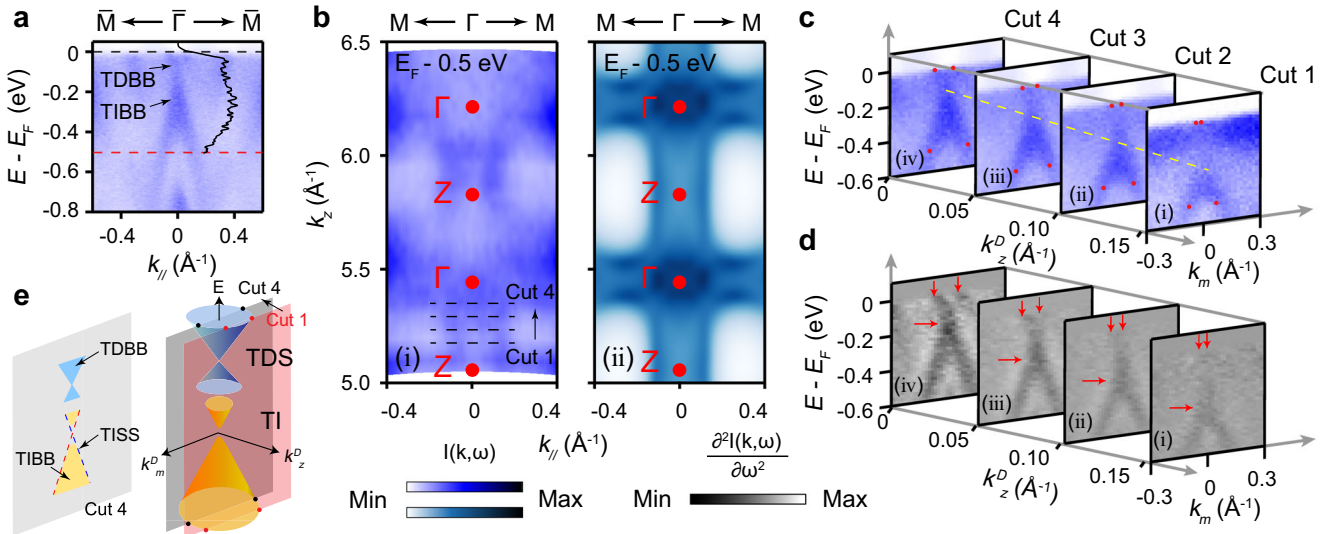 a
M̅ Γ̅ M̅
0
-0.2
-0.4
-0.6
-0.8
E - E_F (eV)
TDBB
TIBB
-0.4 0 0.4
k_// (Å⁻¹)
b
M Γ M M Γ M
6.5
6.0
5.5
5.0
k_z (Å⁻¹)
E_F - 0.5 eV
Γ
Z
Γ
Cut 4
Cut 1
(i)
Z
E_F - 0.5 eV
Γ
Z
Γ
(ii)
Z
-0.4 0 0.4 -0.4 0 0.4
I(k,ω) k_// (Å⁻¹) ∂²I(k,ω)
∂ω²
Min Max Min Max
c
Cut 4
Cut 3
Cut 2
Cut 1
0
-0.2
-0.4
-0.6
E - E_F (eV)
(iv)
(iii)
(ii)
(i)
0
0.05
0.10
0.15
k_z^D (Å⁻¹)
-0.3
0
0.3
k_m (Å⁻¹)
d
0
-0.2
-0.4
-0.6
E - E_F (eV)
(iv)
(iii)
(ii)
(i)
0
0.05
0.10
0.15
k_z^D (Å⁻¹)
-0.3
0
0.3
k_m (Å⁻¹)
e
TDBB
TISS
TIBB
Cut 4
E
Cut 4
Cut 1
TDS
TI
k_m^D
k_z^D